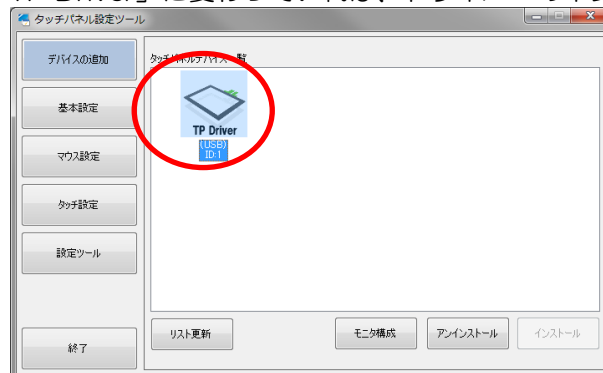 タッチパネル設定ツール
デバイスの追加
タッチパネルデバイス一覧
基本設定
TP Driver
(USB)
ID:1
マウス設定
タッチ設定
設定ツール
リスト更新
モニタ構成
アンインストール
インストール
終了